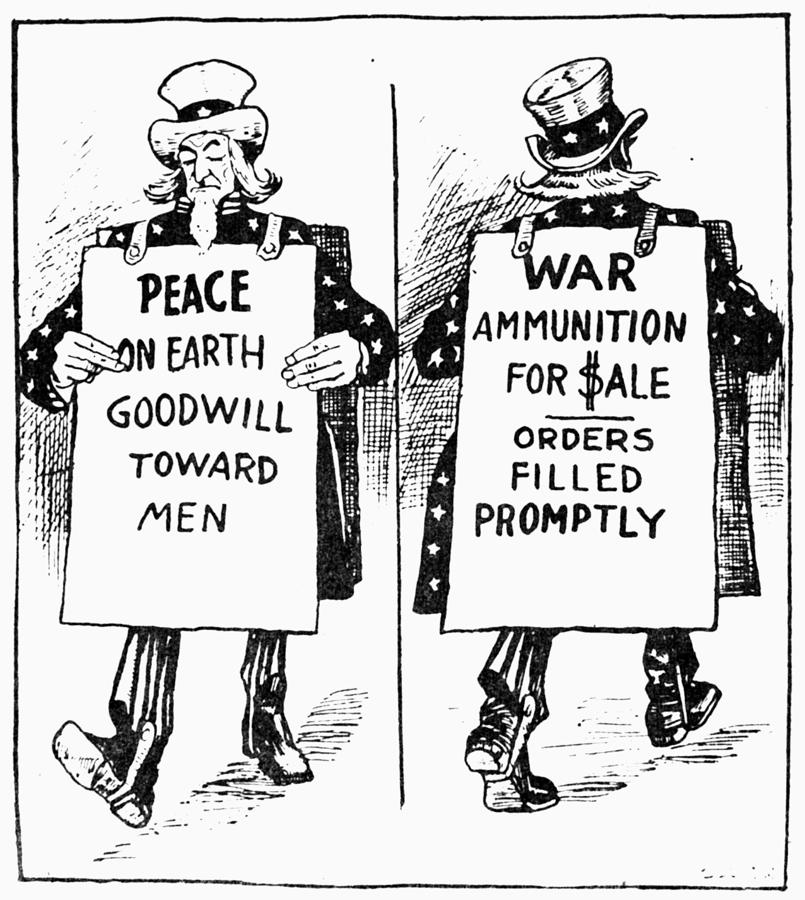 PEACE
ON EARTH
GOODWILL
TOWARD
MEN
WAR
AMMUNITION
FOR $ALE
ORDERS
FILLED
PROMPTLY